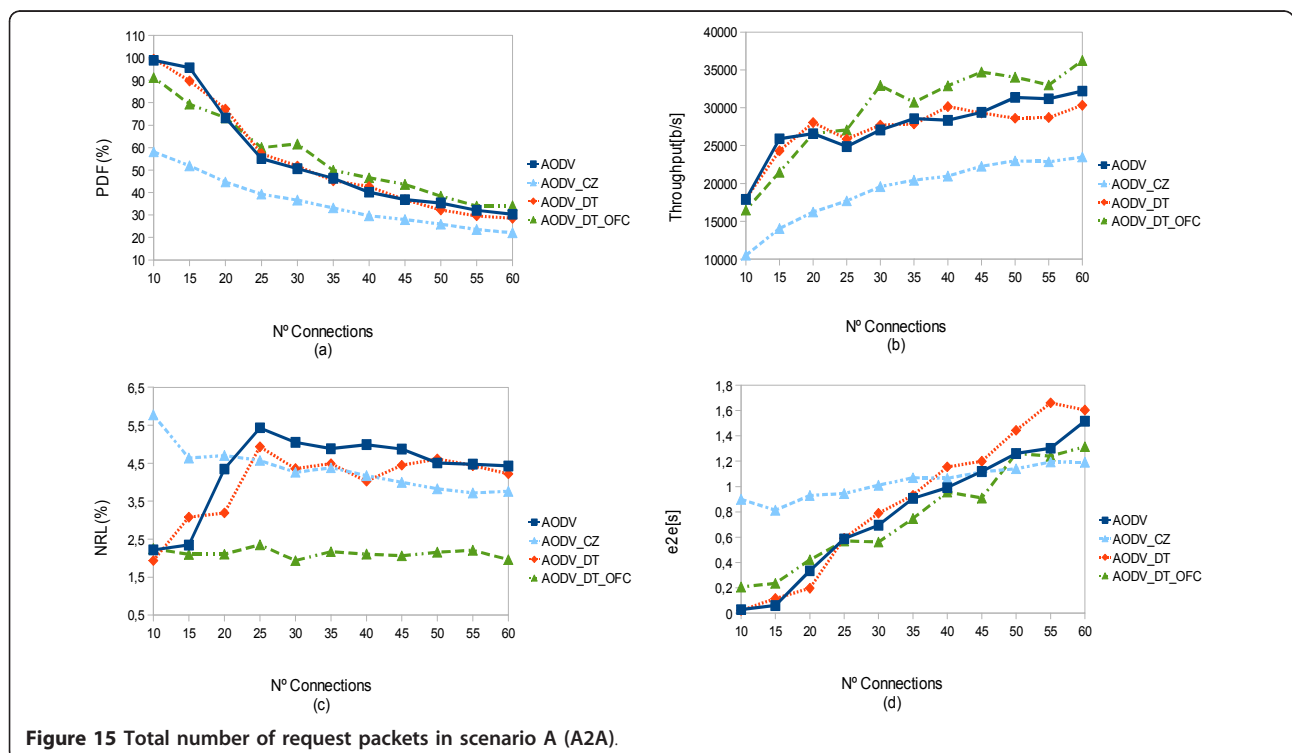 110
100
90
80
70
60
50
40
30
20
10
PDF (%)
10 15 20 25 30 35 40 45 50 55 60
Nº Connections
(a)
AODV
AODV_CZ
AODV_DT
AODV_DT_OFC
40000
35000
30000
25000
20000
15000
10000
Throughput[b/s]
10 15 20 25 30 35 40 45 50 55 60
Nº Connections
(b)
AODV
AODV_CZ
AODV_DT
AODV_DT_OFC
6,5
5,5
4,5
3,5
2,5
1,5
0,5
NRL(%)
10 15 20 25 30 35 40 45 50 55 60
Nº Connections
(c)
AODV
AODV_CZ
AODV_DT
AODV_DT_OFC
1,8
1,6
1,4
1,2
1
0,8
0,6
0,4
0,2
0
e2e[s]
10 15 20 25 30 35 40 45 50 55 60
Nº Connections
(d)
AODV
AODV_CZ
AODV_DT
AODV_DT_OFC
Figure 15 Total number of request packets in scenario A (A2A).